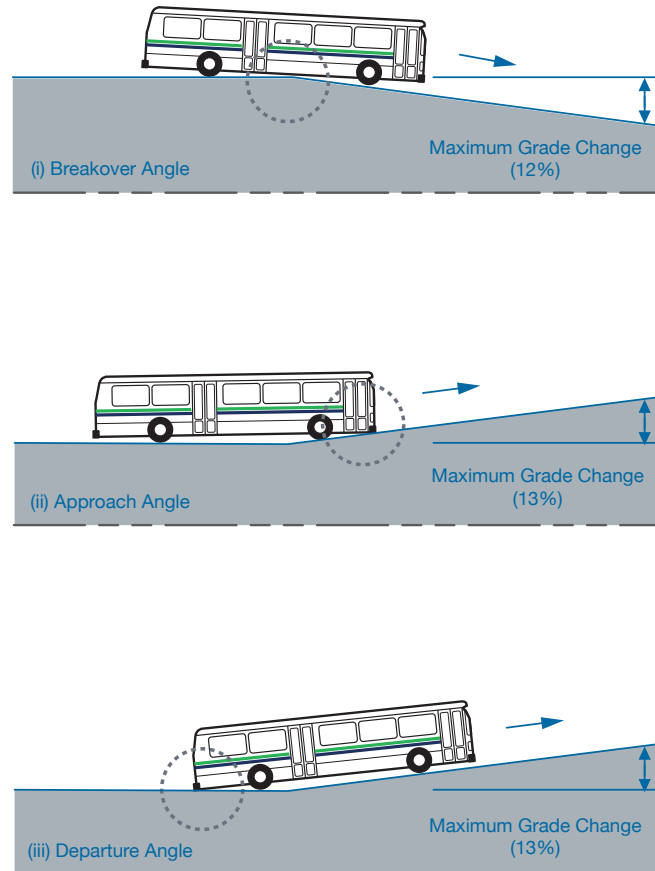 Maximum Grade Change
(12%)
(i) Breakover Angle
Maximum Grade Change
(13%)
(ii) Approach Angle
Maximum Grade Change
(13%)
(iii) Departure Angle